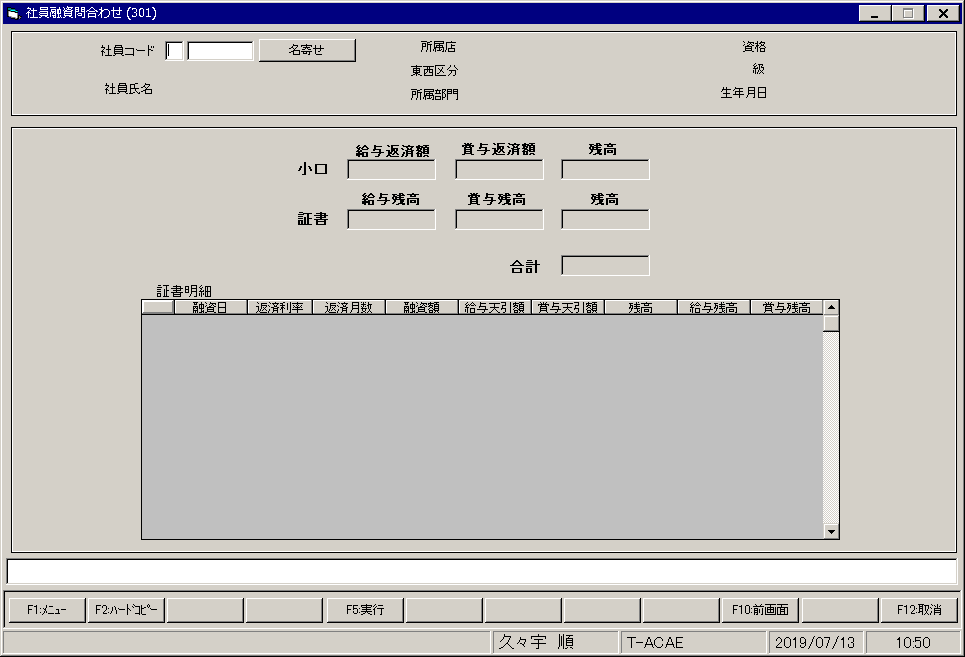 社員融資問合わせ (301)
社員コード 名寄せ 所属店 資格
東西区分 級
社員氏名 所属部門 生年月日
給与返済額 賞与返済額 残高
小口
給与残高 賞与残高 残高
証書
合計
証書明細
融資日 返済利率 返済月数 融資額 給与天引額 賞与天引額 残高 給与残高 賞与残高
F1:ﾒﾆｭｰ F2:ﾊｰﾄﾞｺﾋﾟｰ F5:実行 F10:前画面 F12:取消
久々宇 順 T-ACAE 2019/07/13 10:50